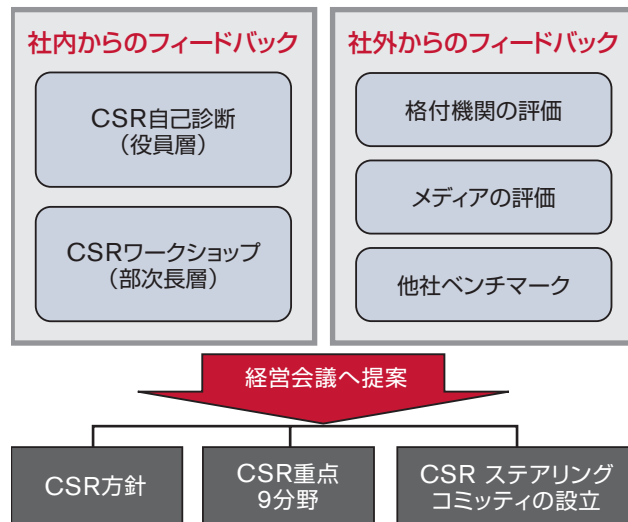 社内からのフィードバック
CSR自己診断
（役員層）
CSRワークショップ
（部次長層）
社外からのフィードバック
格付機関の評価
メディアの評価
他社ベンチマーク
経営会議へ提案
CSR方針
CSR重点
9分野
CSR ステアリング
コミッティの設立